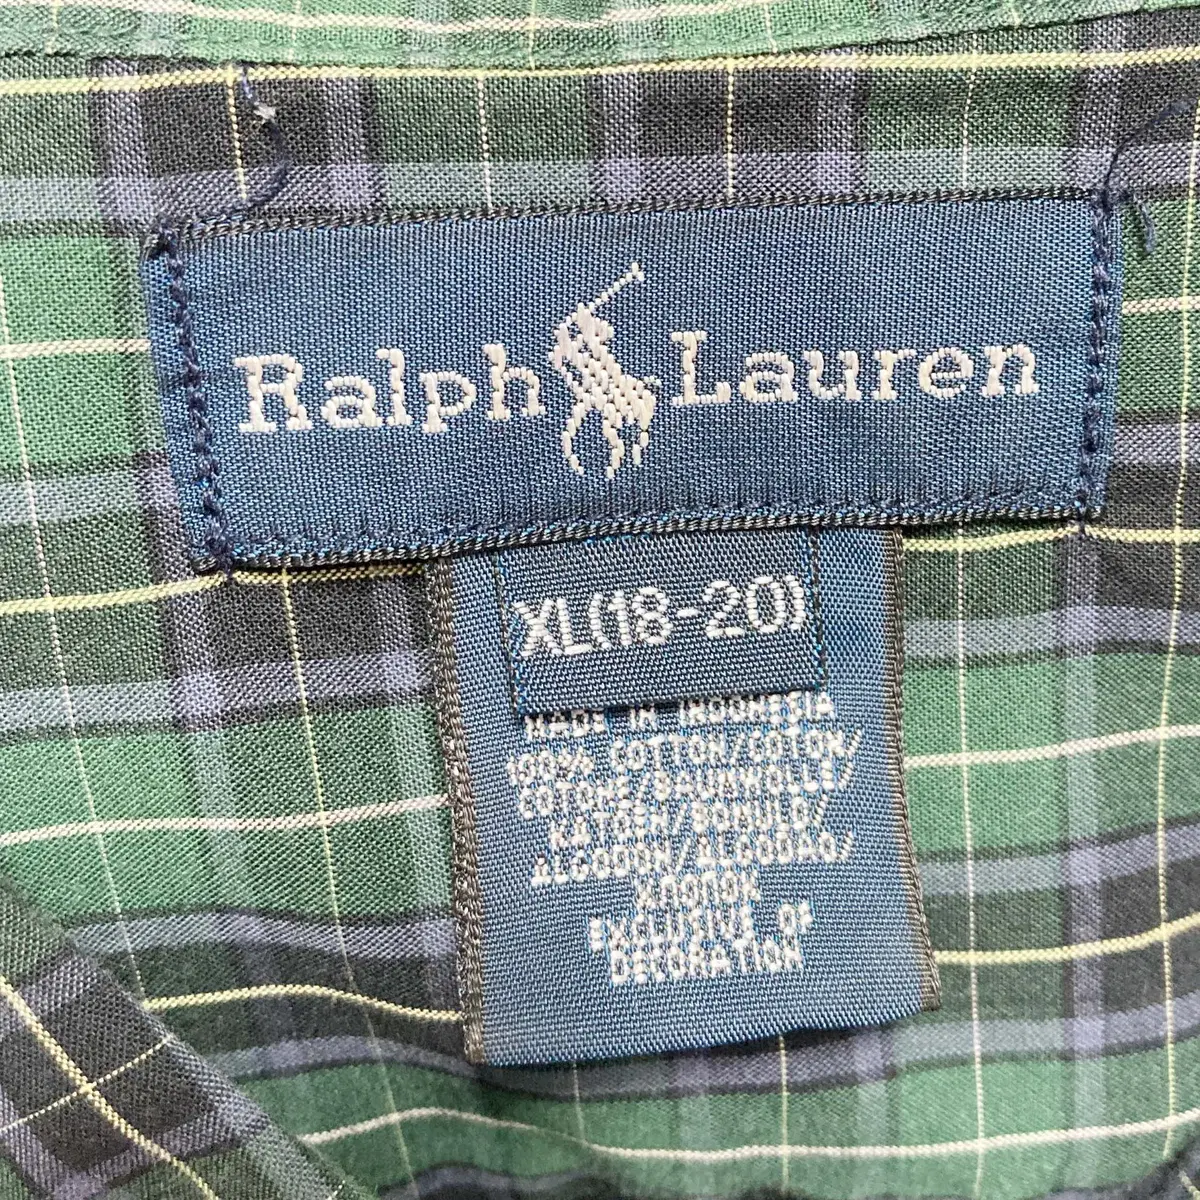 Ralph Lauren
XL(18-20)
MADE IN INDONESIA
100% COTTON/COTON/
COTONE/BAUMWOLLE/
KATOEN/BOMULD/
ALGODON/ALGODAO/
XΛOΠOK
EXCLUSIVE OF
DECORATION